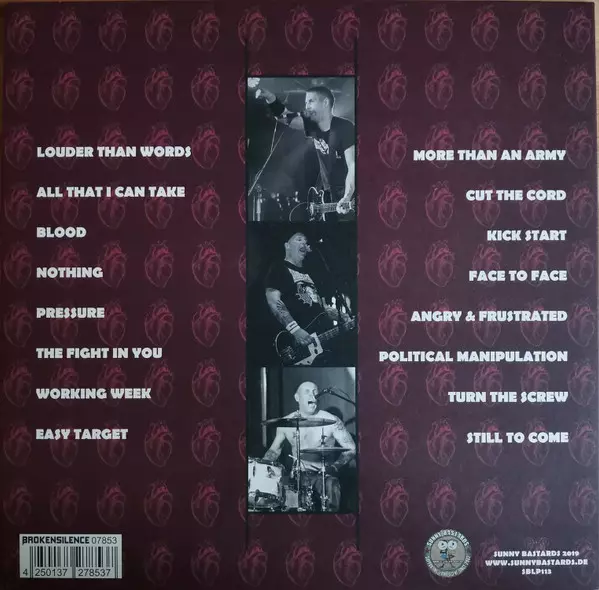 LOUDER THAN WORDS
ALL THAT I CAN TAKE
BLOOD
NOTHING
PRESSURE
THE FIGHT IN YOU
WORKING WEEK
EASY TARGET
MORE THAN AN ARMY
CUT THE CORD
KICK START
FACE TO FACE
ANGRY & FRUSTRATED
POLITICAL MANIPULATION
TURN THE SCREW
STILL TO COME
BROKENSILENCE 07853
4 250137 278537
SUNNY BASTARDS
SUNNY BASTARDS 2019
WWW.SUNNYBASTARDS.DE
SBLP113